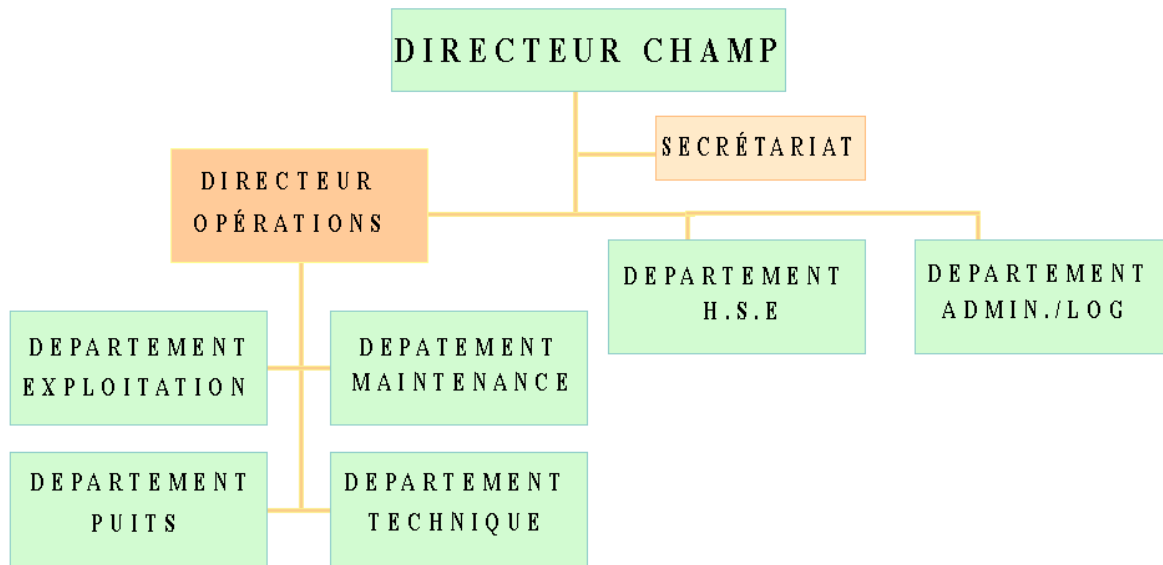 DIRECTEUR CHAMP
SECRÉTARIAT
DIRECTEUR
OPÉRATIONS
DEPARTEMENT
H.S.E
DEPARTEMENT
ADMIN./LOG
DEPARTEMENT
EXPLOITATION
DEPATEMENT
MAINTENANCE
DEPARTEMENT
PUITS
DEPARTEMENT
TECHNIQUE